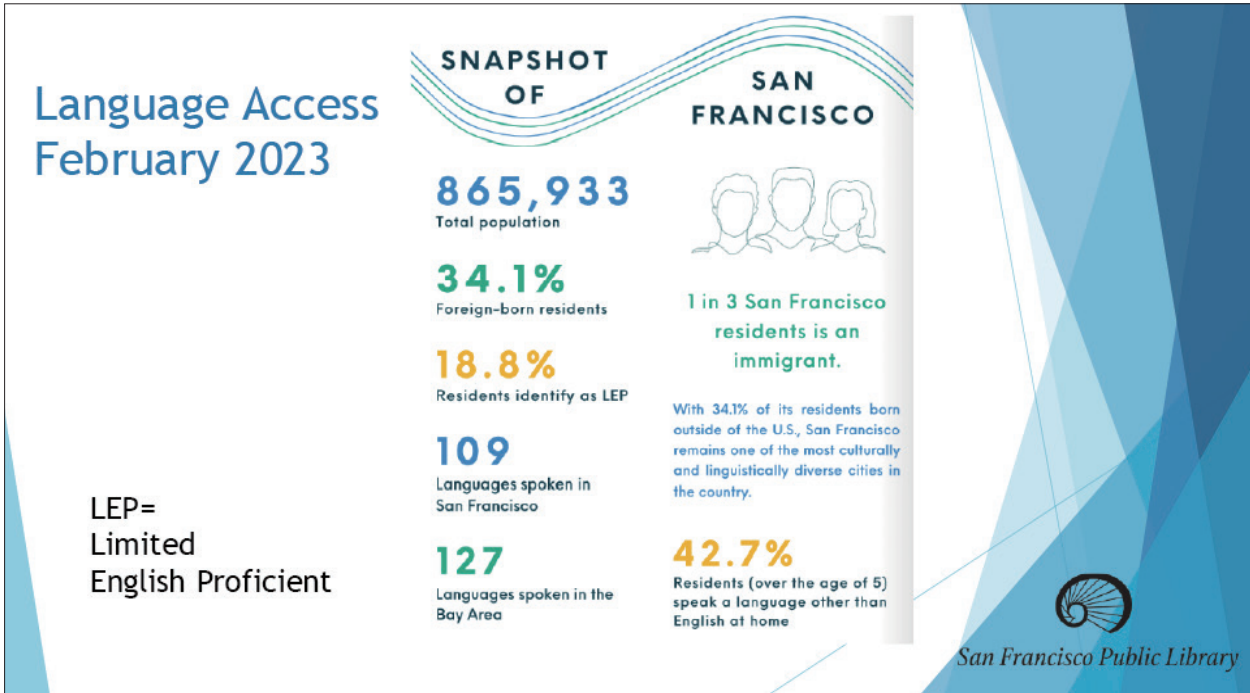 Language Access
February 2023
LEP=
Limited
English Proficient
SNAPSHOT
OF
SAN
FRANCISCO
865,933
Total population
34.1%
Foreign-born residents
18.8%
Residents identify as LEP
109
Languages spoken in
San Francisco
127
Languages spoken in the
Bay Area
1 in 3 San Francisco
residents is an
immigrant.
With 34.1% of its residents born
outside of the U.S., San Francisco
remains one of the most culturally
and linguistically diverse cities in
the country.
42.7%
Residents (over the age of 5)
speak a language other than
English at home
San Francisco Public Library